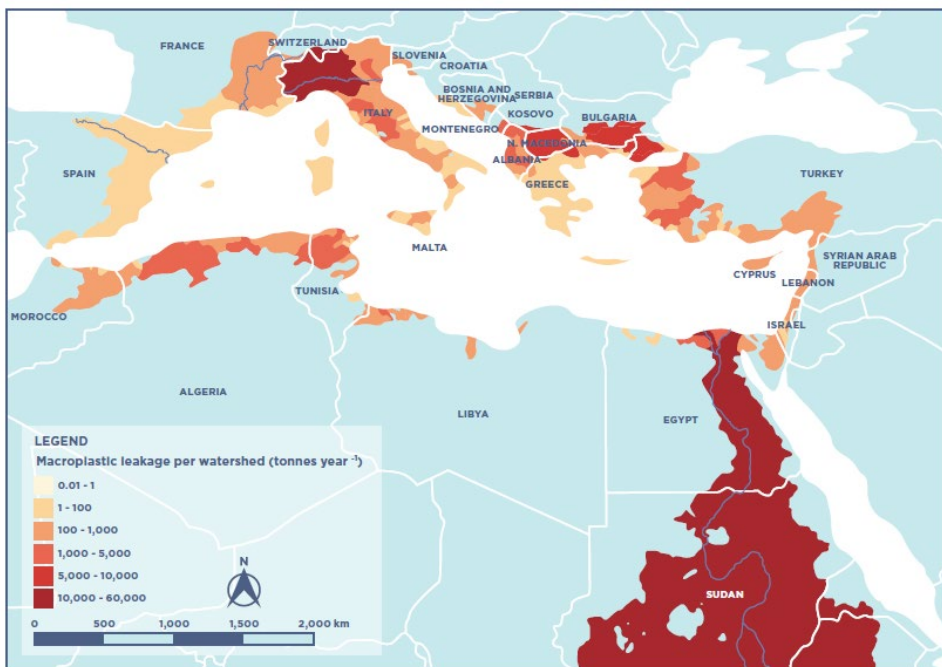 FRANCE
SWITZERLAND
SLOVENIA
CROATIA
BOSNIA AND
HERZEGOVINA
SERBIA
KOSOVO
BULGARIA
ITALY
MONTENEGRO
N. MACEDONIA
ALBANIA
GREECE
SPAIN
TURKEY
MALTA
CYPRUS
SYRIAN ARAB
REPUBLIC
LEBANON
TUNISIA
MOROCCO
ISRAEL
ALGERIA
LIBYA
EGYPT
SUDAN
LEGEND
Macroplastic leakage per watershed (tonnes year -1)
0.01 - 1
1 - 100
100 - 1,000
1,000 - 5,000
5,000 - 10,000
10,000 - 60,000
N
0 500 1,000 1,500 2,000 km